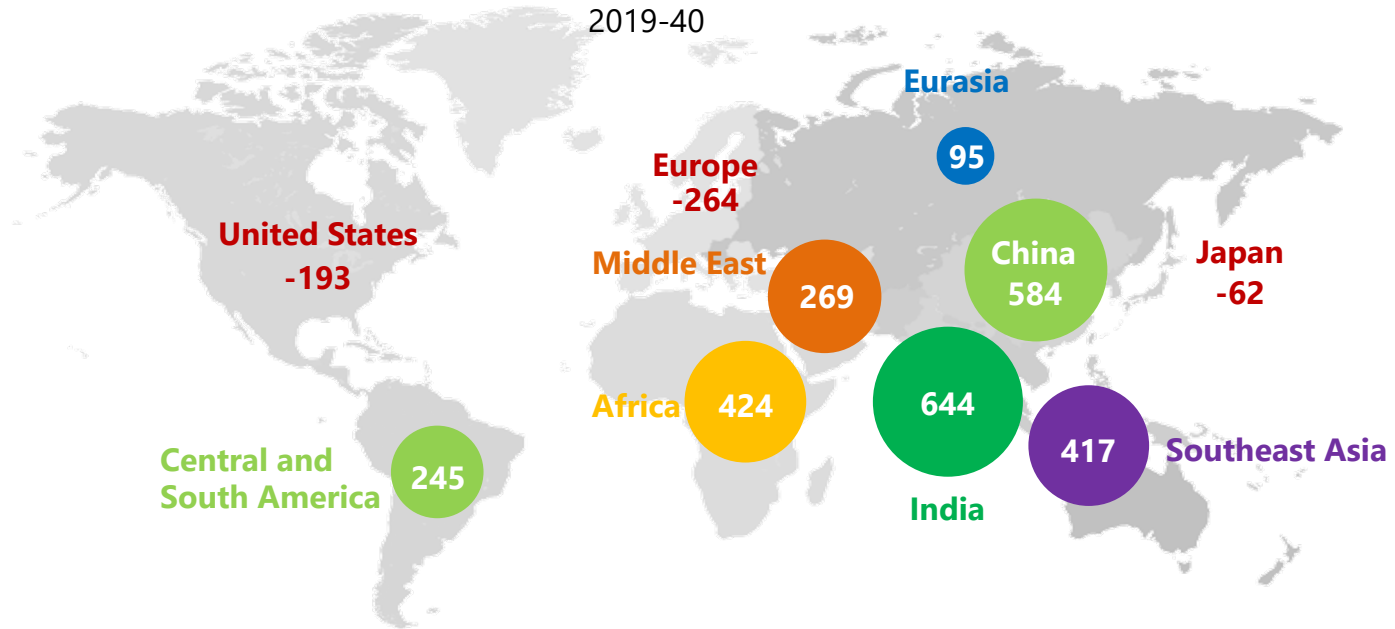 2019-40
Eurasia
95
Europe
-264
United States
-193
Middle East
269
China
584
Japan
-62
Africa
424
644
India
417
Southeast Asia
Central and
South America
245